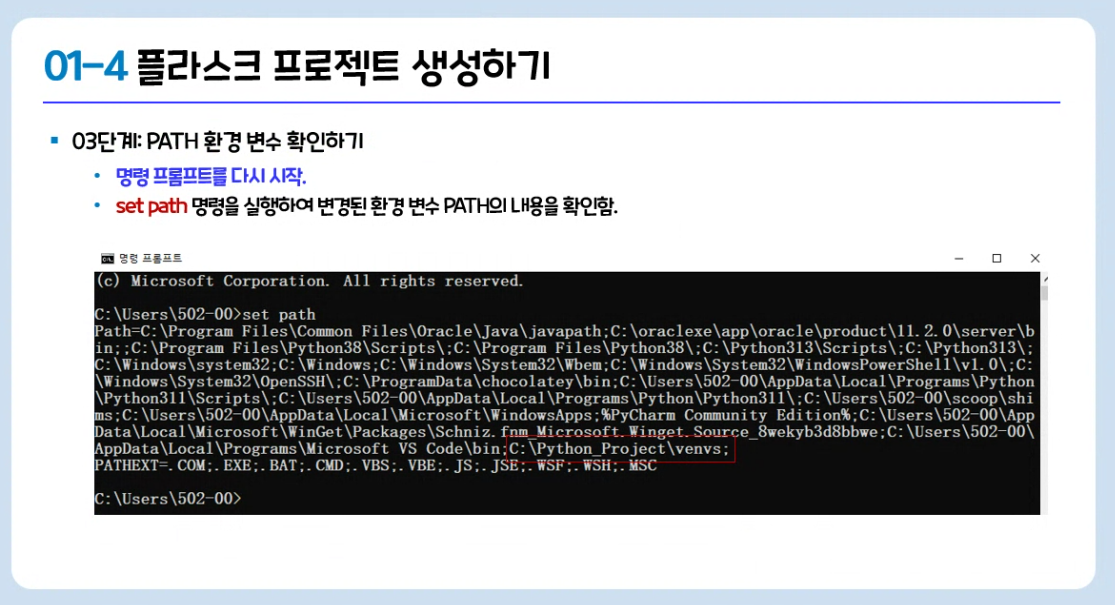 01-4 플라스크 프로젝트 생성하기
▪ 03단계: PATH 환경 변수 확인하기
• 명령 프롬프트를 다시 시작.
• set path 명령을 실행하여 변경된 환경 변수 PATH의 내용을 확인함.
명령 프롬프트
(c) Microsoft Corporation. All rights reserved.
C:\Users\502-00>set path
Path=C:\Program Files\Common Files\Oracle\Java\javapath;C:\oraclexe\app\oracle\product\11.2.0\server\b
in;;C:\Program Files\Python38\Scripts\;C:\Program Files\Python38\;C:\Python313\Scripts\;C:\Python313\;
C:\Windows\system32;C:\Windows;C:\Windows\System32\Wbem;C:\Windows\System32\WindowsPowerShell\v1.0\;C:
\Windows\System32\OpenSSH\;C:\ProgramData\chocolatey\bin;C:\Users\502-00\AppData\Local\Programs\Python
\Python311\Scripts\;C:\Users\502-00\AppData\Local\Programs\Python\Python311\;C:\Users\502-00\scoop\shi
ms;C:\Users\502-00\AppData\Local\Microsoft\WindowsApps;%PyCharm Community Edition%;C:\Users\502-00\App
Data\Local\Microsoft\WinGet\Packages\Schniz.fnm_Microsoft.Winget.Source_8wekyb3d8bbwe;C:\Users\502-00\
AppData\Local\Programs\Microsoft VS Code\bin;C:\Python_Project\venvs;
PATHEXT=.COM;.EXE;.BAT;.CMD;.VBS;.VBE;.JS;.JSE;.WSF;.WSH;.MSC
C:\Users\502-00>